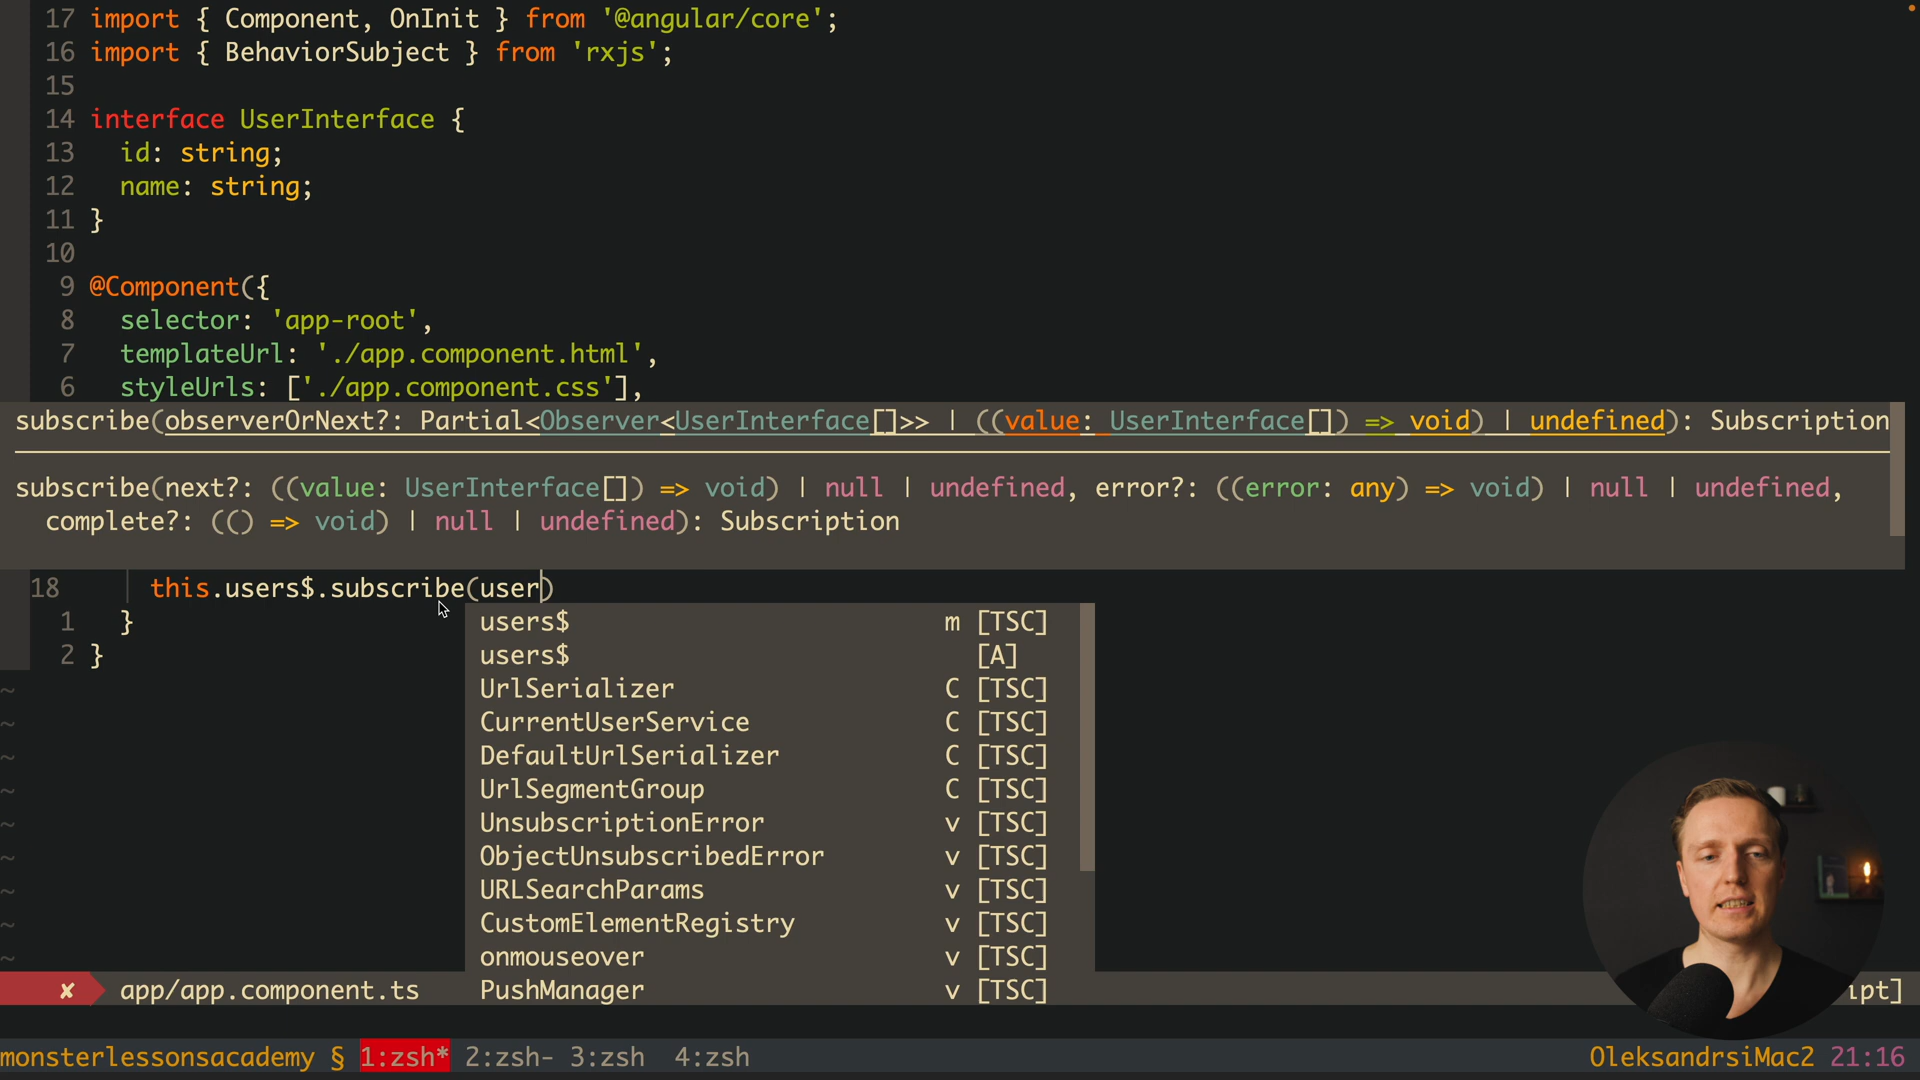 17 import { Component, OnInit } from '@angular/core';
16 import { BehaviorSubject } from 'rxjs';
15
14 interface UserInterface {
13 id: string;
12 name: string;
11 }
10
9 @Component({
8 selector: 'app-root',
7 templateUrl: './app.component.html',
6 styleUrls: ['./app.component.css'],
subscribe(observerOrNext?: Partial<Observer<UserInterface[]>> | ((value: UserInterface[]) => void) | undefined): Subscription
subscribe(next?: ((value: UserInterface[]) => void) | null | undefined, error?: ((error: any) => void) | null | undefined,
complete?: (() => void) | null | undefined): Subscription
18 this.users$.subscribe(user)
1 }
users$ m [TSC]
2 }
users$ [A]
~ UrlSerializer C [TSC]
~ CurrentUserService C [TSC]
~ DefaultUrlSerializer C [TSC]
~ UrlSegmentGroup C [TSC]
~ UnsubscriptionError v [TSC]
~ ObjectUnsubscribedError v [TSC]
~ URLSearchParams v [TSC]
~ CustomElementRegistry v [TSC]
~ onmouseover v [TSC]
✘ app/app.component.ts PushManager v [TSC] ipt]
monsterlessonsacademy § 1:zsh* 2:zsh- 3:zsh 4:zsh OleksandrsiMac2 21:16